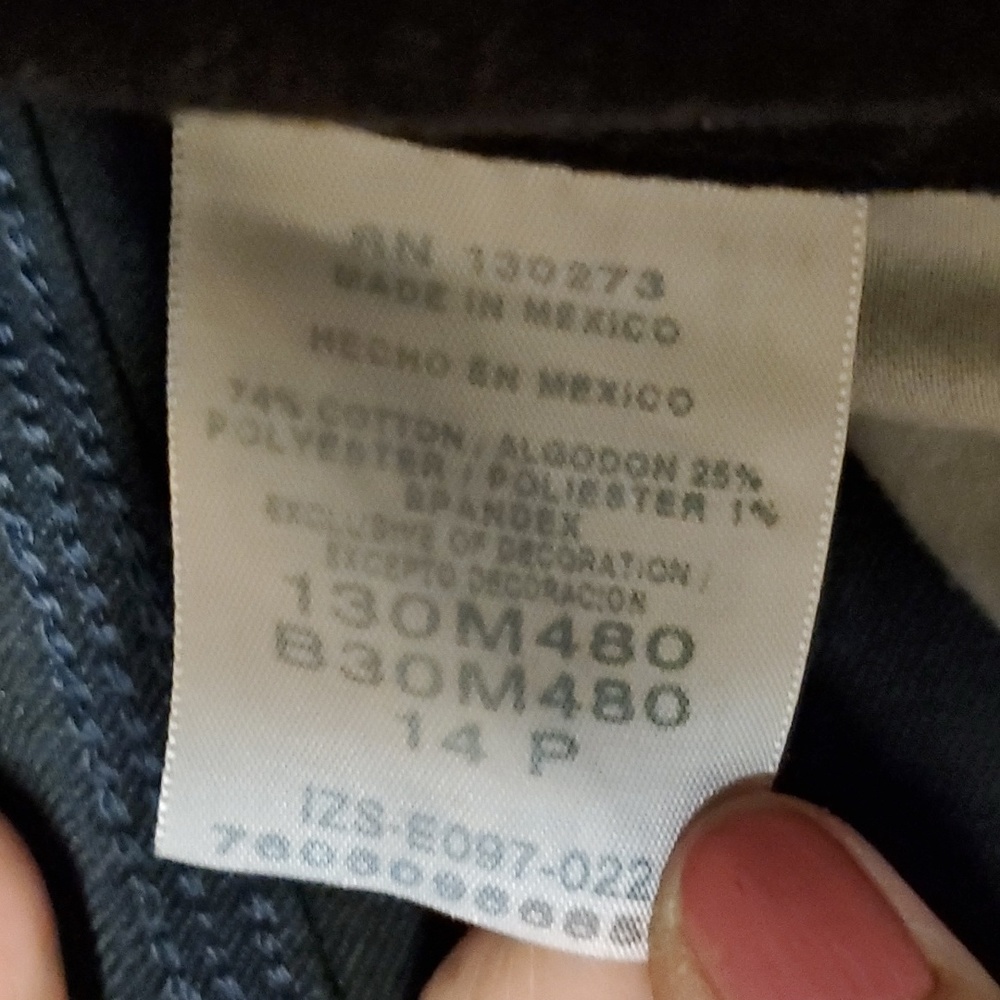 RN 130273
MADE IN MEXICO
HECHO EN MEXICO
74% COTTON / ALGODON 25%
POLYESTER / POLIESTER 1%
SPANDEX
EXCLUSIVE OF DECORATION /
EXCEPTO DECORACION
130M480
B30M480
14 P
IZS-E097-022